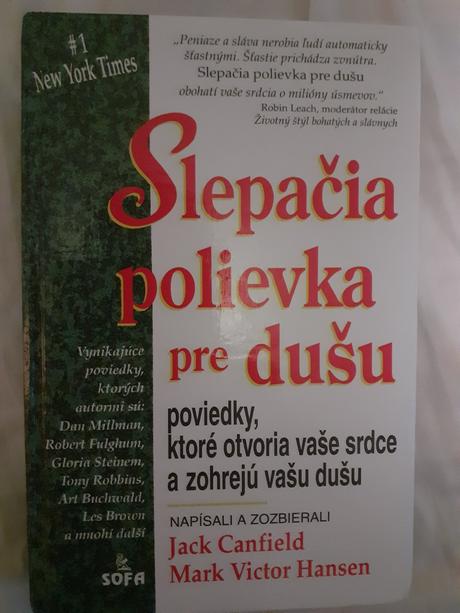 #1
New York Times
„Peniaze a sláva nerobia ľudí automaticky
šťastnými. Šťastie prichádza zvnútra.
Slepačia polievka pre dušu
obohatí vaše srdcia o milióny úsmevov.“
Robin Leach, moderátor relácie
Životný štýl bohatých a slávnych
Slepačia
polievka
pre dušu
poviedky,
ktoré otvoria vaše srdce
a zohrejú vašu dušu
Vynikajúce
poviedky,
ktorých
autormi sú:
Dan Millman,
Robert Fulghum,
Gloria Steinem,
Tony Robbins,
Art Buchwald,
Les Brown
a mnohí ďalší
NAPÍSALI A ZOZBIERALI
Jack Canfield
Mark Victor Hansen
SOFA